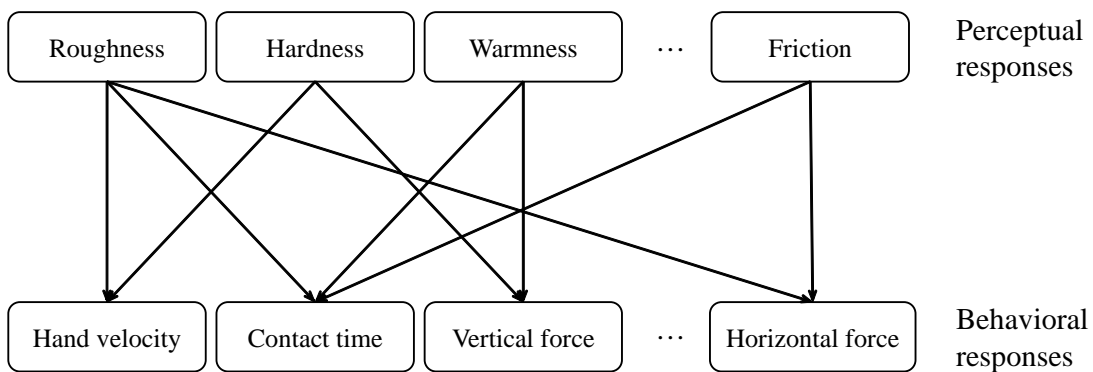 Roughness
Hardness
Warmness
…
Friction
Perceptual
responses
Hand velocity
Contact time
Vertical force
…
Horizontal force
Behavioral
responses